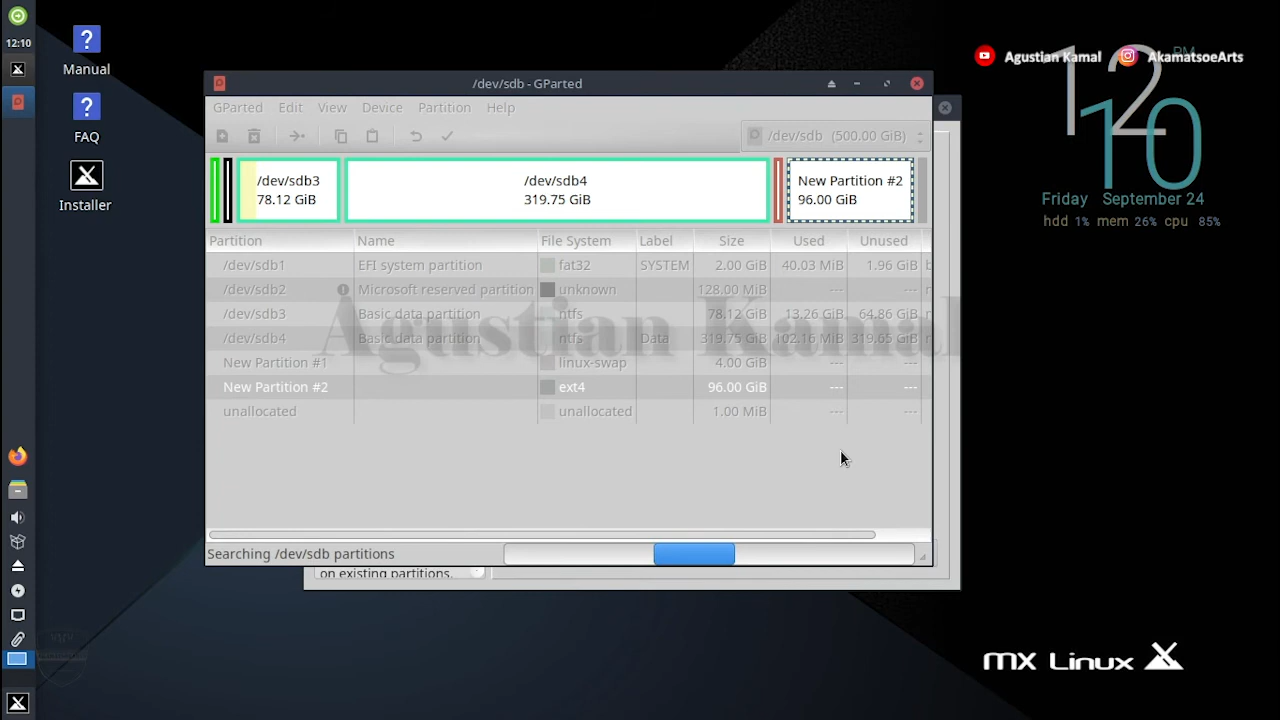 12:10
Manual
FAQ
Installer
Agustian Kamal
AkamatsoeArts
PM
12
10
Friday September 24
hdd 1% mem 26% cpu 85%
/dev/sdb - GParted
GParted Edit View Device Partition Help
/dev/sdb (500.00 GiB)
/dev/sdb3
78.12 GiB
/dev/sdb4
319.75 GiB
New Partition #2
96.00 GiB
Partition Name File System Label Size Used Unused
/dev/sdb1 EFI system partition fat32 SYSTEM 2.00 GiB 40.03 MiB 1.96 GiB
/dev/sdb2 Microsoft reserved partition unknown 128.00 MiB --- ---
/dev/sdb3 Basic data partition ntfs 78.12 GiB 13.26 GiB 64.86 GiB
/dev/sdb4 Basic data partition ntfs Data 319.75 GiB 102.16 MiB 319.65 GiB
New Partition #1 linux-swap 4.00 GiB --- ---
New Partition #2 ext4 96.00 GiB --- ---
unallocated unallocated 1.00 MiB --- ---
Agustian Kamal
Searching /dev/sdb partitions
on existing partitions.
MX Linux